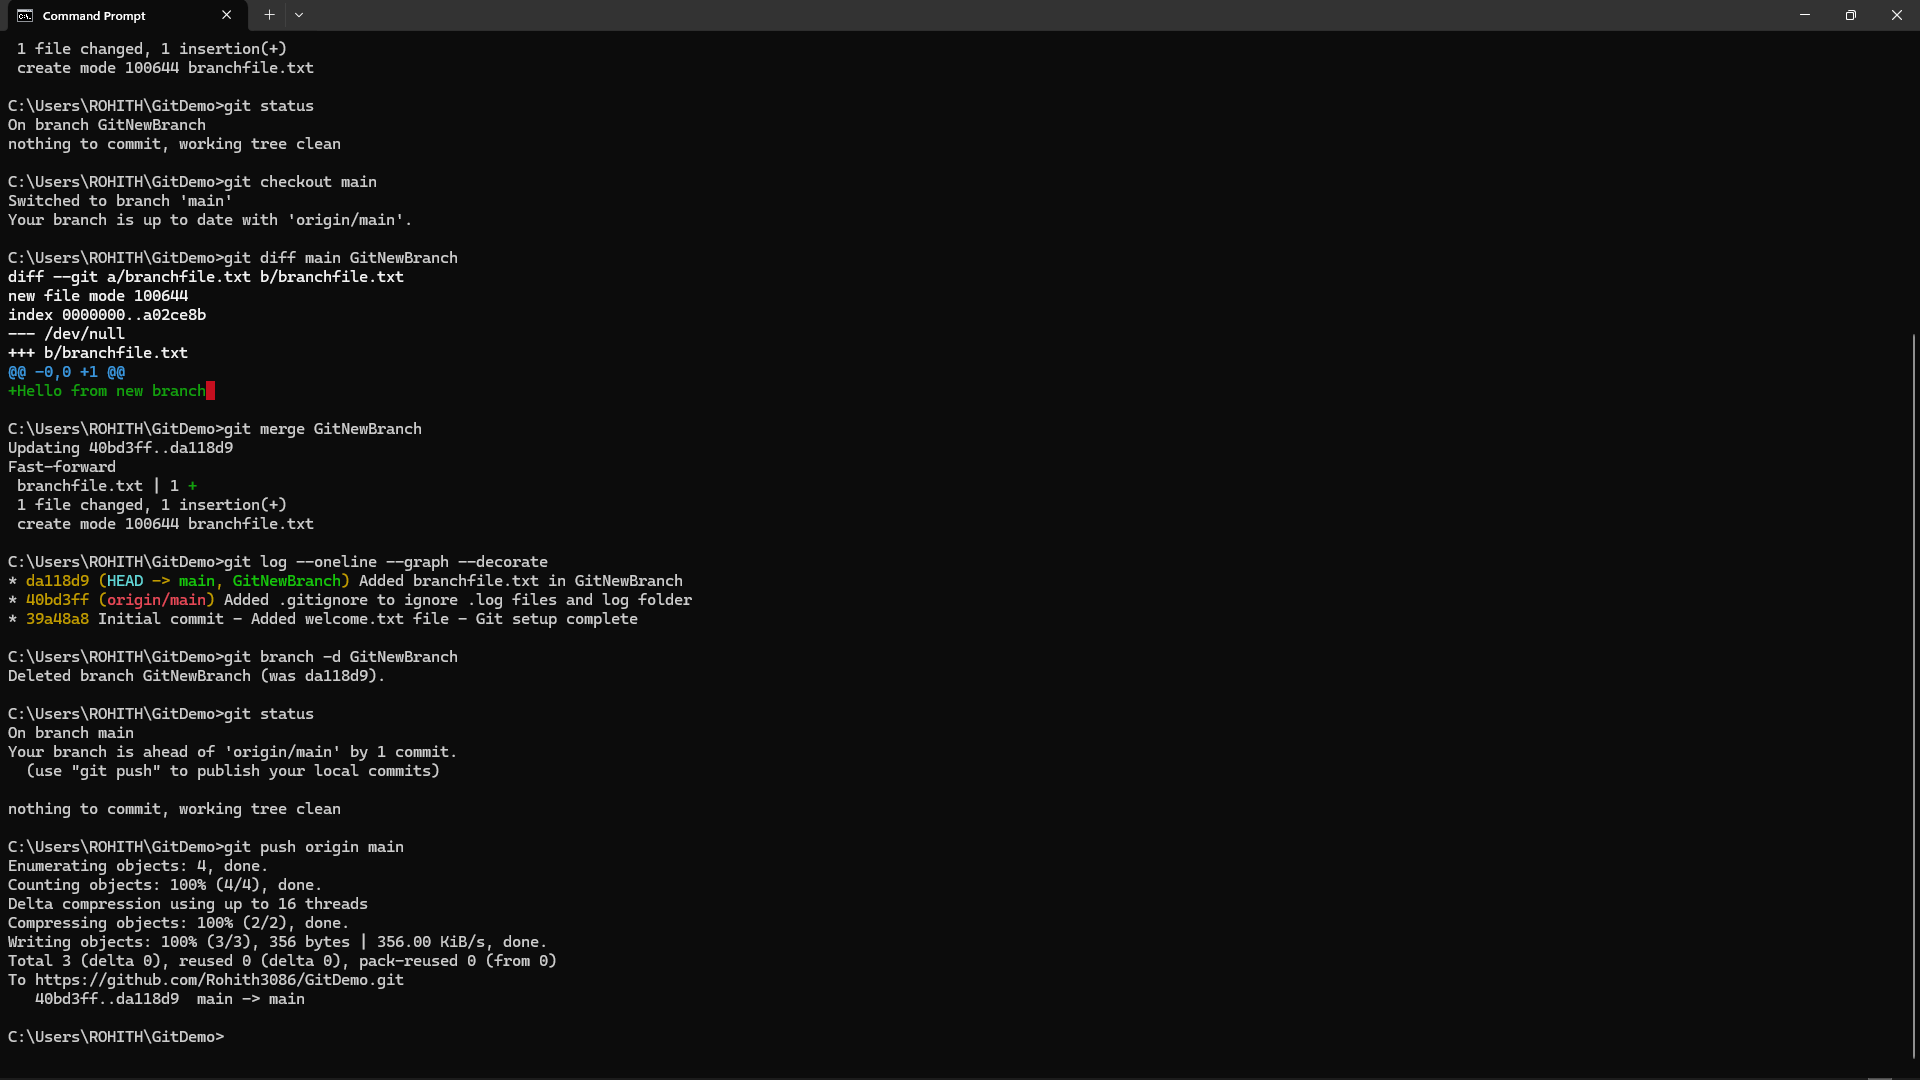 Command Prompt
1 file changed, 1 insertion(+)
create mode 100644 branchfile.txt
C:\Users\ROHITH\GitDemo>git status
On branch GitNewBranch
nothing to commit, working tree clean
C:\Users\ROHITH\GitDemo>git checkout main
Switched to branch 'main'
Your branch is up to date with 'origin/main'.
C:\Users\ROHITH\GitDemo>git diff main GitNewBranch
diff --git a/branchfile.txt b/branchfile.txt
new file mode 100644
index 0000000..a02ce8b
--- /dev/null
+++ b/branchfile.txt
@@ -0,0 +1 @@
+Hello from new branch
C:\Users\ROHITH\GitDemo>git merge GitNewBranch
Updating 40bd3ff..da118d9
Fast-forward
branchfile.txt | 1 +
1 file changed, 1 insertion(+)
create mode 100644 branchfile.txt
C:\Users\ROHITH\GitDemo>git log --oneline --graph --decorate
* da118d9 (HEAD -> main, GitNewBranch) Added branchfile.txt in GitNewBranch
* 40bd3ff (origin/main) Added .gitignore to ignore .log files and log folder
* 39a48a8 Initial commit - Added welcome.txt file - Git setup complete
C:\Users\ROHITH\GitDemo>git branch -d GitNewBranch
Deleted branch GitNewBranch (was da118d9).
C:\Users\ROHITH\GitDemo>git status
On branch main
Your branch is ahead of 'origin/main' by 1 commit.
(use "git push" to publish your local commits)
nothing to commit, working tree clean
C:\Users\ROHITH\GitDemo>git push origin main
Enumerating objects: 4, done.
Counting objects: 100% (4/4), done.
Delta compression using up to 16 threads
Compressing objects: 100% (2/2), done.
Writing objects: 100% (3/3), 356 bytes | 356.00 KiB/s, done.
Total 3 (delta 0), reused 0 (delta 0), pack-reused 0 (from 0)
To https://github.com/Rohith3086/GitDemo.git
40bd3ff..da118d9  main -> main
C:\Users\ROHITH\GitDemo>